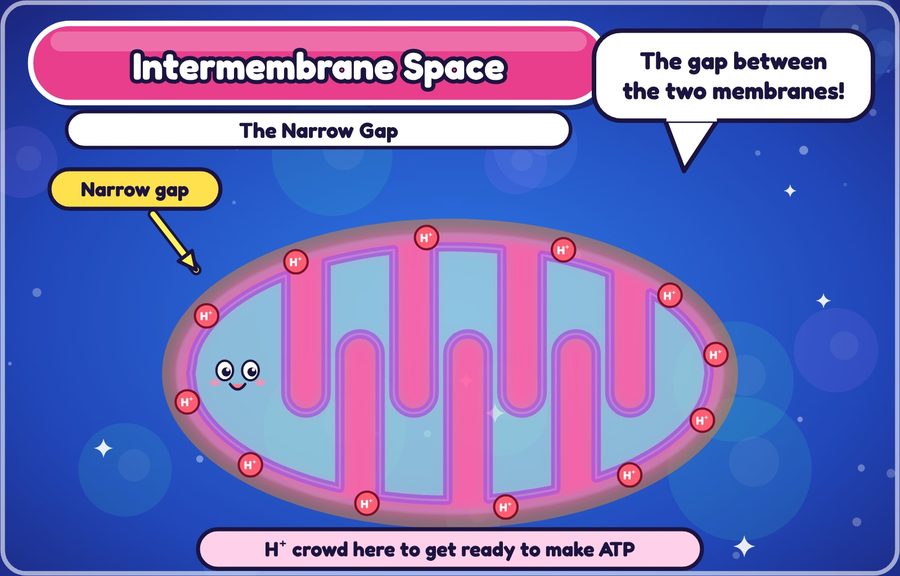 Intermembrane Space
The gap between
the two membranes!
The Narrow Gap
Narrow gap
H⁺
H⁺
H⁺
H⁺
H⁺
H⁺
H⁺
H⁺
H⁺
H⁺
H⁺
H⁺
H⁺ crowd here to get ready to make ATP